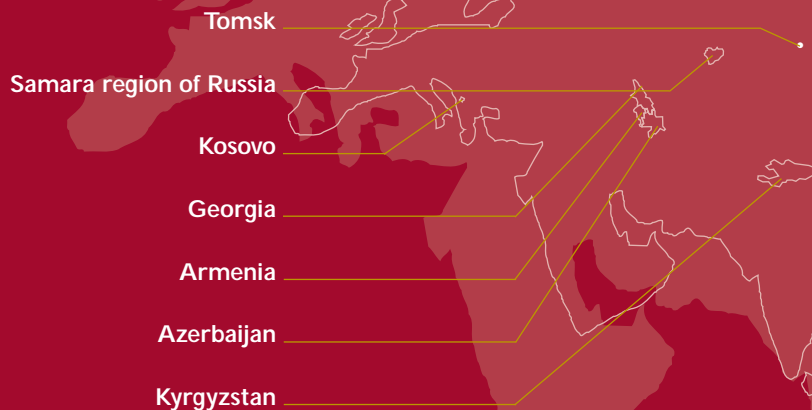 Tomsk
Samara region of Russia
Kosovo
Georgia
Armenia
Azerbaijan
Kyrgyzstan